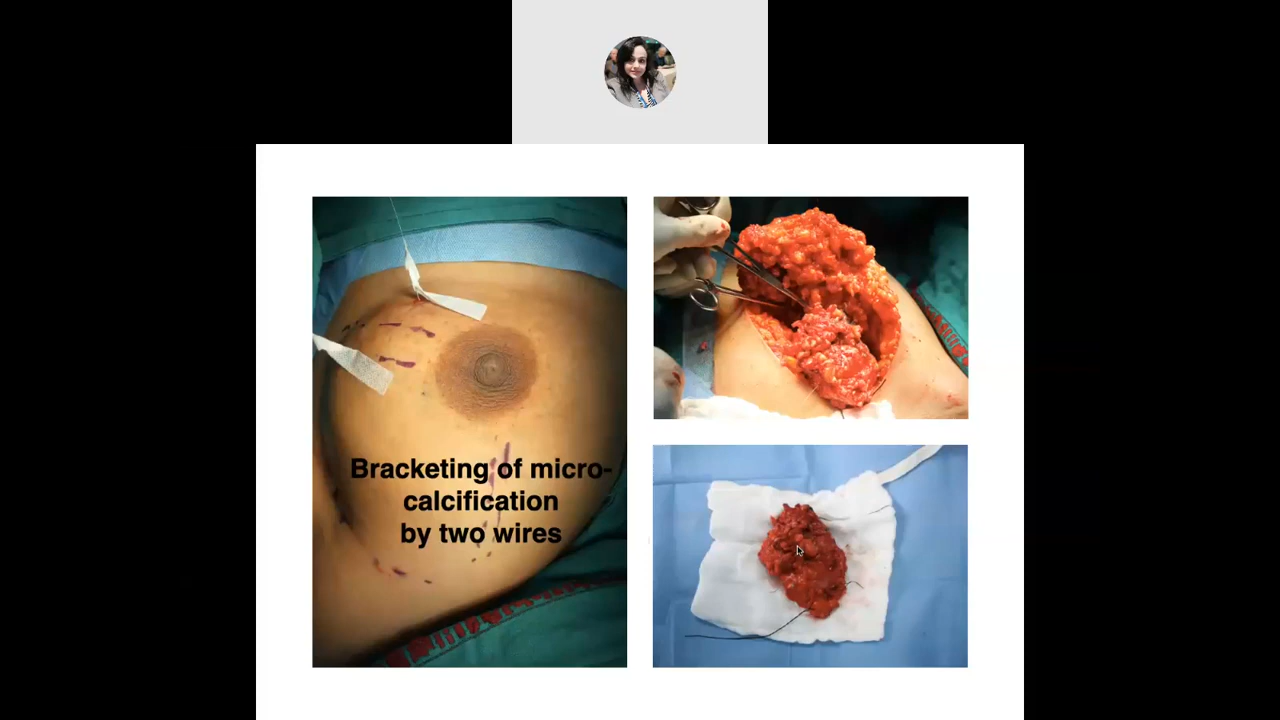 Bracketing of micro-
calcification
by two wires